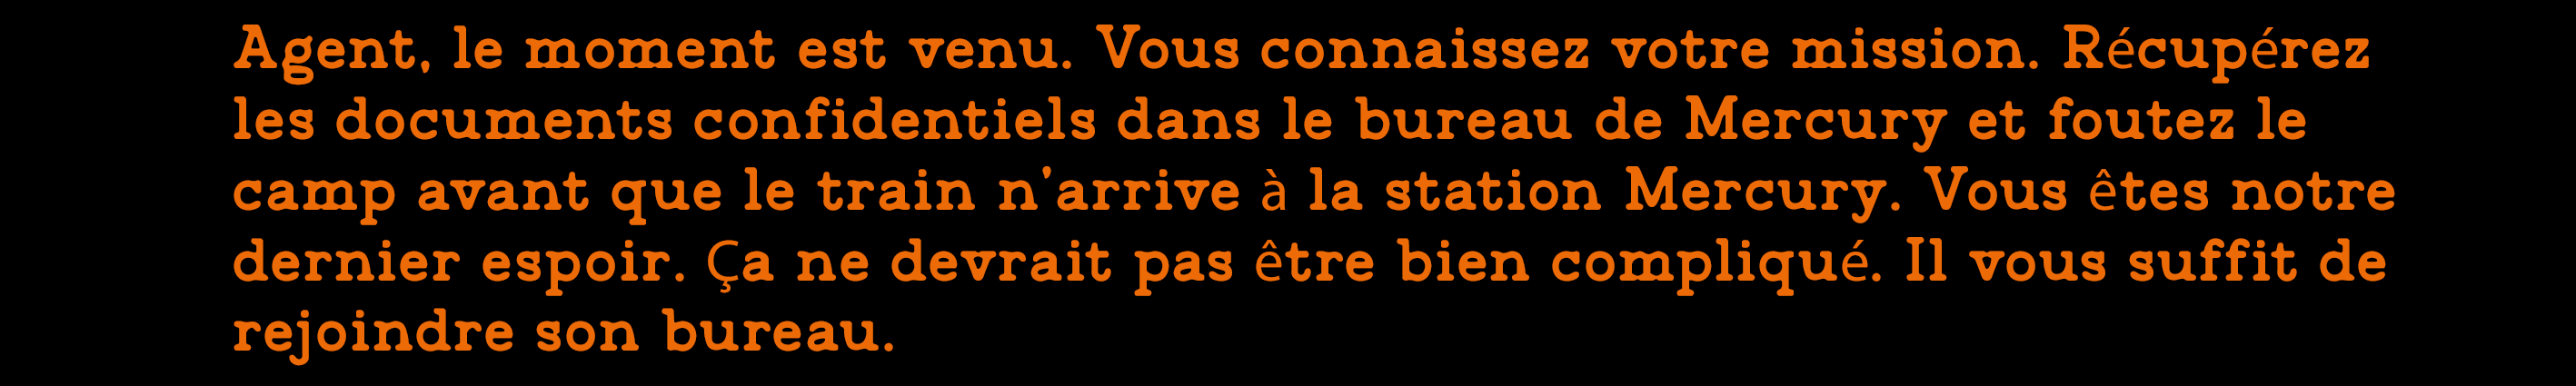 Agent, le moment est venu. Vous connaissez votre mission. Récupérez
les documents confidentiels dans le bureau de Mercury et foutez le
camp avant que le train n'arrive à la station Mercury. Vous êtes notre
dernier espoir. Ça ne devrait pas être bien compliqué. Il vous suffit de
rejoindre son bureau.